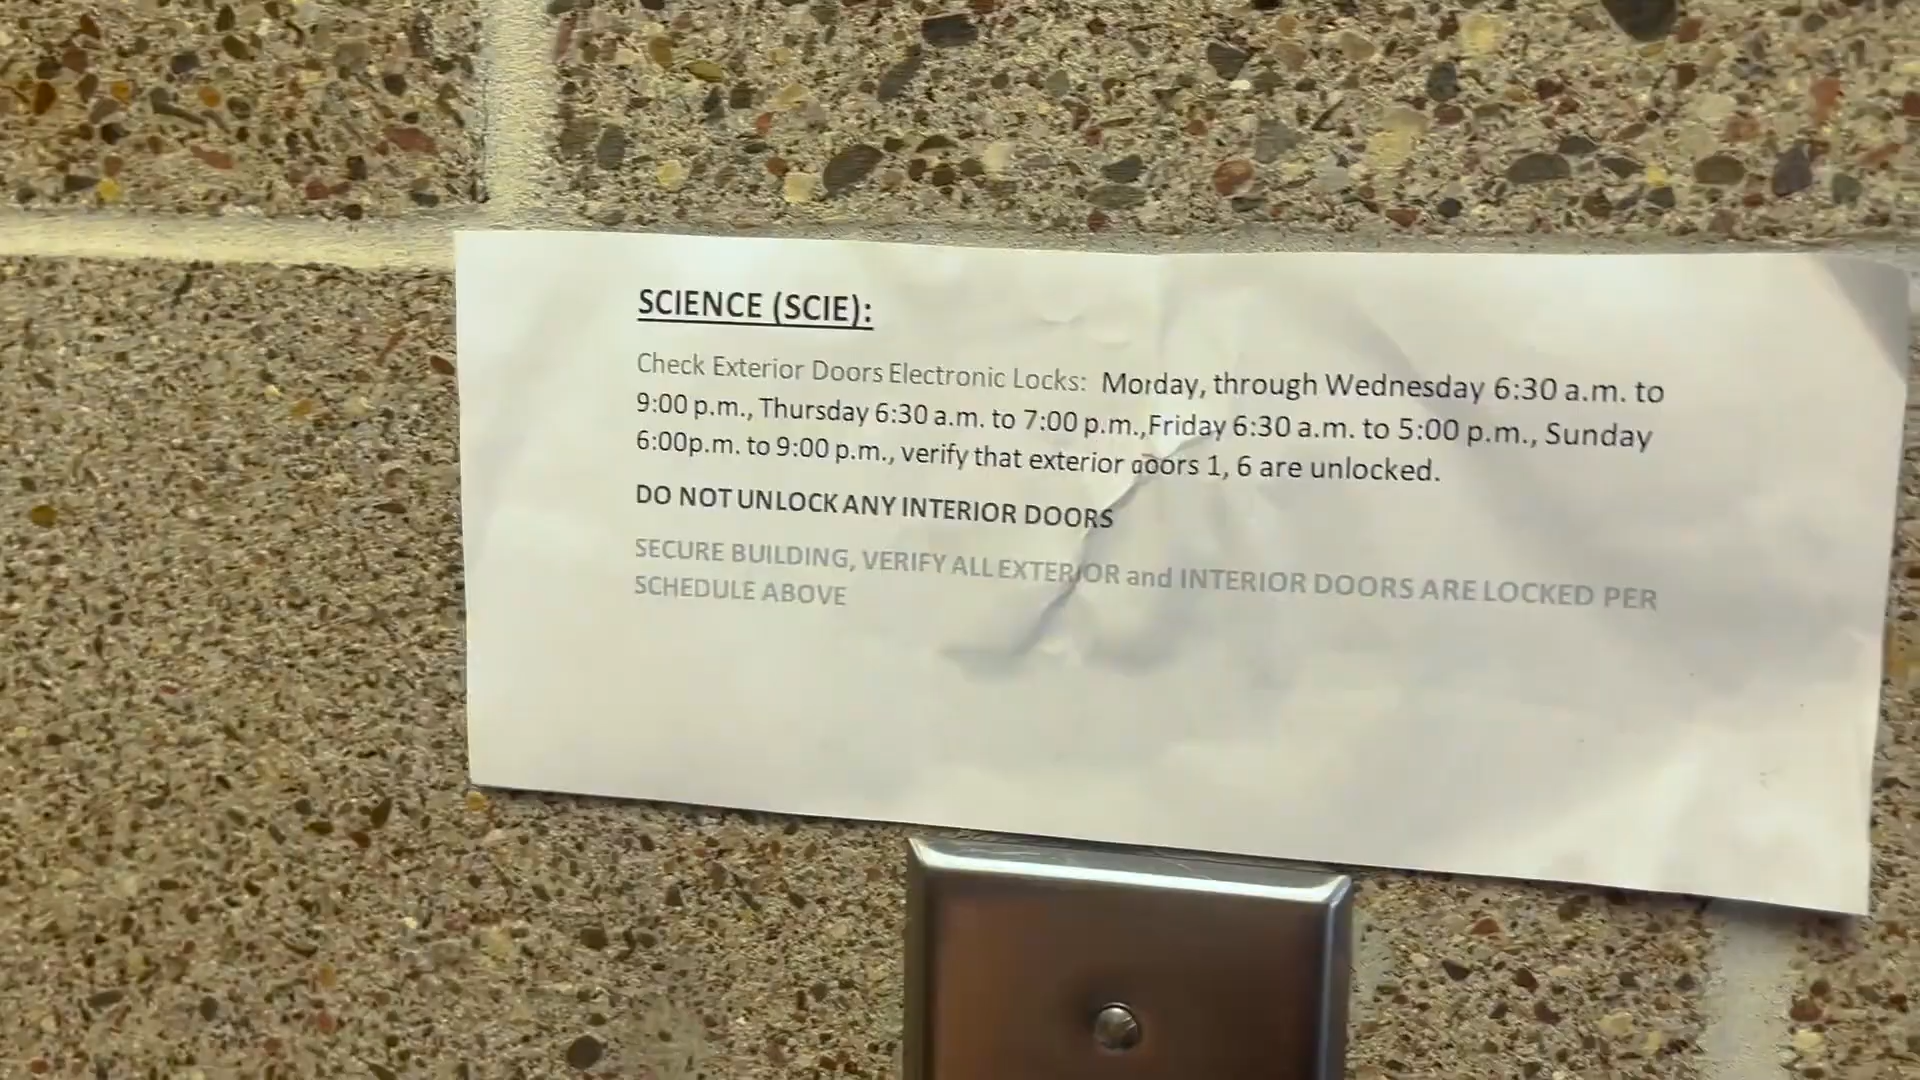 SCIENCE (SCIE):
Check Exterior Doors Electronic Locks: Monday, through Wednesday 6:30 a.m. to
9:00 p.m., Thursday 6:30 a.m. to 7:00 p.m.,Friday 6:30 a.m. to 5:00 p.m., Sunday
6:00p.m. to 9:00 p.m., verify that exterior doors 1, 6 are unlocked.
DO NOT UNLOCK ANY INTERIOR DOORS
SECURE BUILDING, VERIFY ALL EXTERIOR and INTERIOR DOORS ARE LOCKED PER
SCHEDULE ABOVE